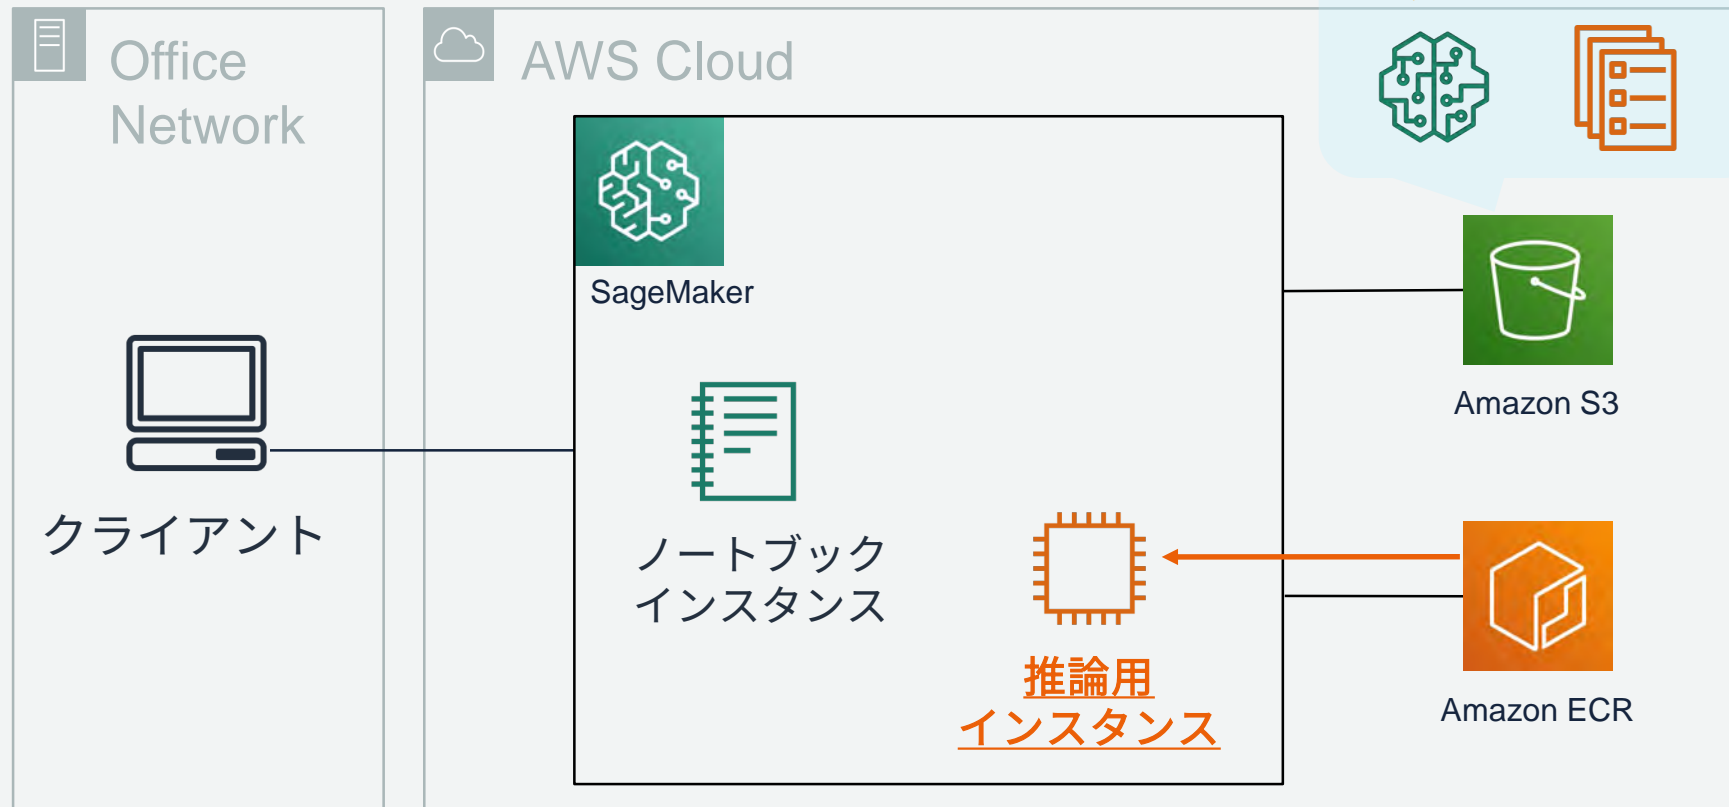 Office
Network
AWS Cloud
SageMaker
クライアント
ノートブック
インスタンス
推論用
インスタンス
Amazon S3
Amazon ECR